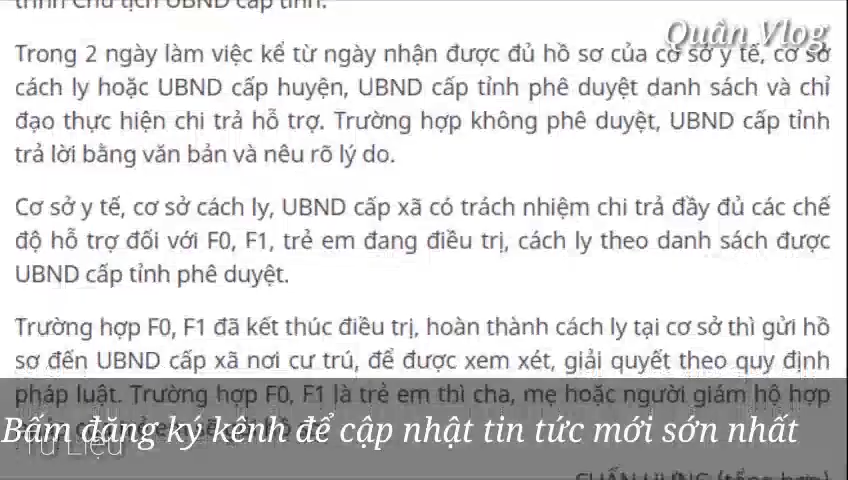 trình Chủ tịch UBND cấp tỉnh.
Quân Vlog
Trong 2 ngày làm việc kể từ ngày nhận được đủ hồ sơ của cơ sở y tế, cơ sở
cách ly hoặc UBND cấp huyện, UBND cấp tỉnh phê duyệt danh sách và chỉ
đạo thực hiện chi trả hỗ trợ. Trường hợp không phê duyệt, UBND cấp tỉnh
trả lời bằng văn bản và nêu rõ lý do.
Cơ sở y tế, cơ sở cách ly, UBND cấp xã có trách nhiệm chi trả đầy đủ các chế
độ hỗ trợ đối với F0, F1, trẻ em đang điều trị, cách ly theo danh sách được
UBND cấp tỉnh phê duyệt.
Trường hợp F0, F1 đã kết thúc điều trị, hoàn thành cách ly tại cơ sở thì gửi hồ
sơ đến UBND cấp xã nơi cư trú, để được xem xét, giải quyết theo quy định
pháp luật. Trường hợp F0, F1 là trẻ em thì cha, mẹ hoặc người giám hộ hợp
Bấm đăng ký kênh để cập nhật tin tức mới sớn nhất
Tư Liệu